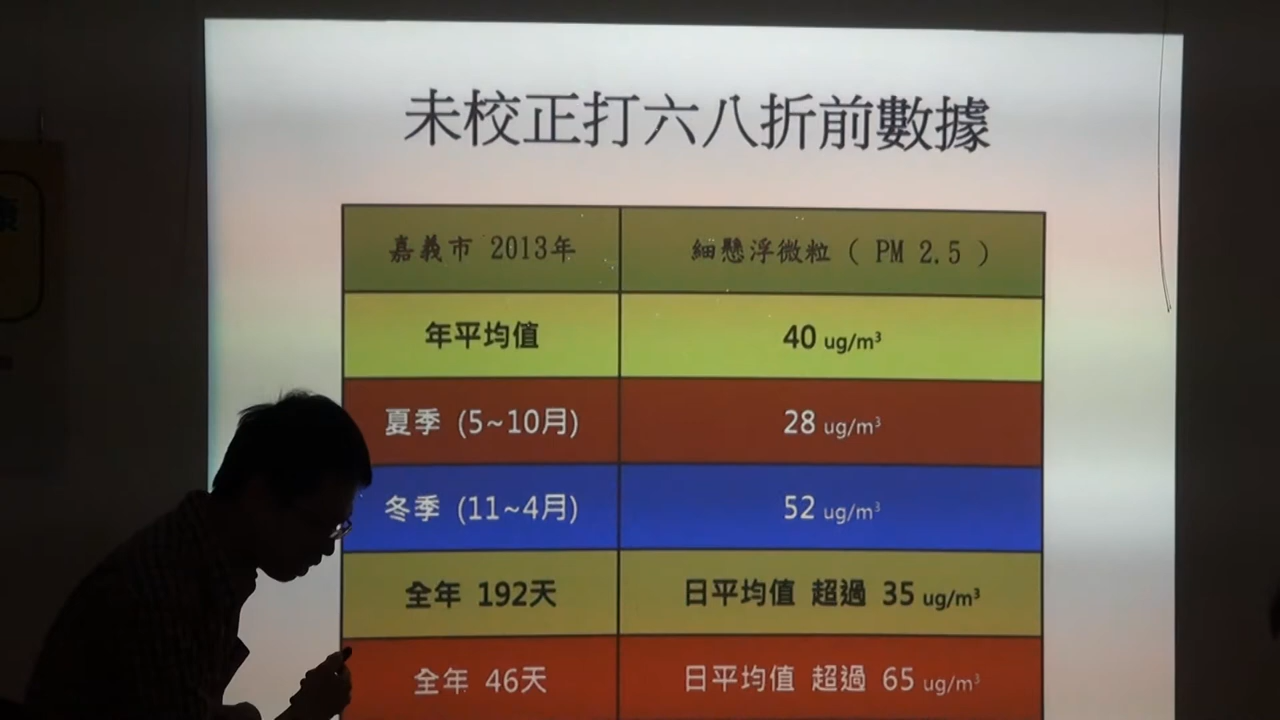 未校正打六八折前數據
嘉義市 2013年 細懸浮微粒 ( PM 2.5 )
年平均值 40 ug/m³
夏季 (5~10月) 28 ug/m³
冬季 (11~4月) 52 ug/m³
全年 192天 日平均值 超過 35 ug/m³
全年 46天 日平均值 超過 65 ug/m³